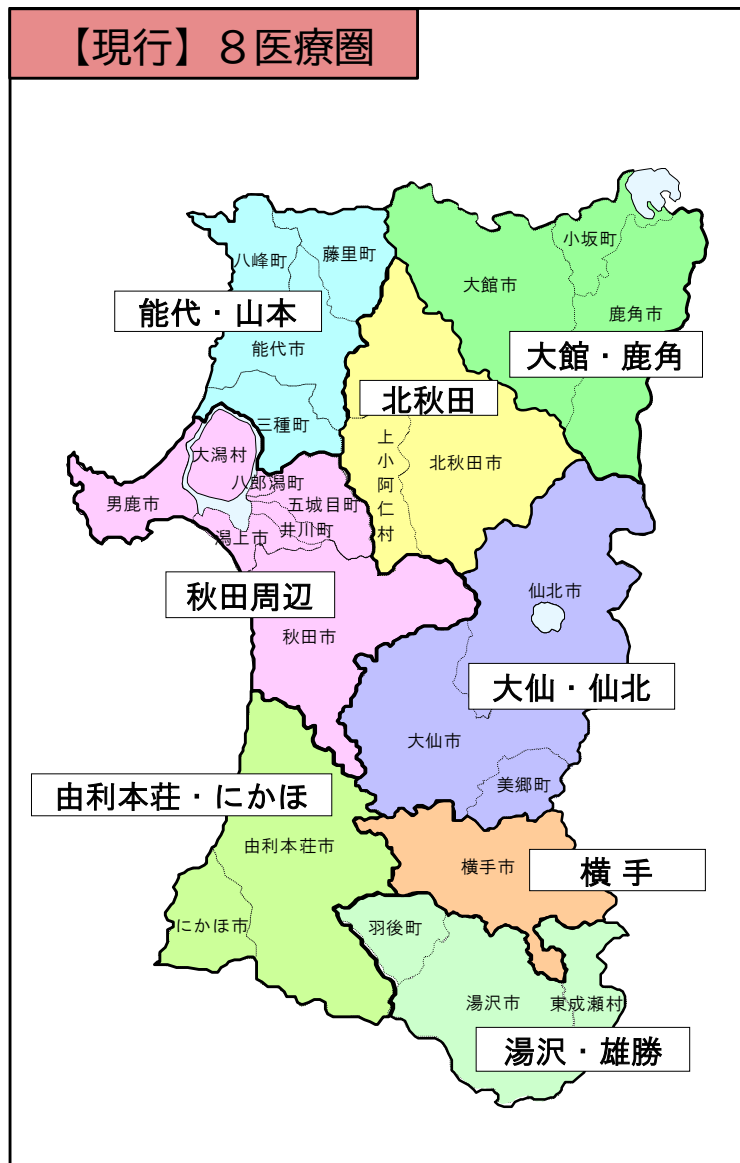 【現行】８医療圏
小坂町
藤里町
八峰町
大館市
鹿角市
能代・山本
能代市
大館・鹿角
北秋田
三種町
大潟村
上小阿仁村
北秋田市
八郎潟町
男鹿市
五城目町
井川町
潟上市
秋田周辺
仙北市
秋田市
大仙・仙北
大仙市
美郷町
由利本荘・にかほ
由利本荘市
横手市
横 手
にかほ市
羽後町
湯沢市
東成瀬村
湯沢・雄勝